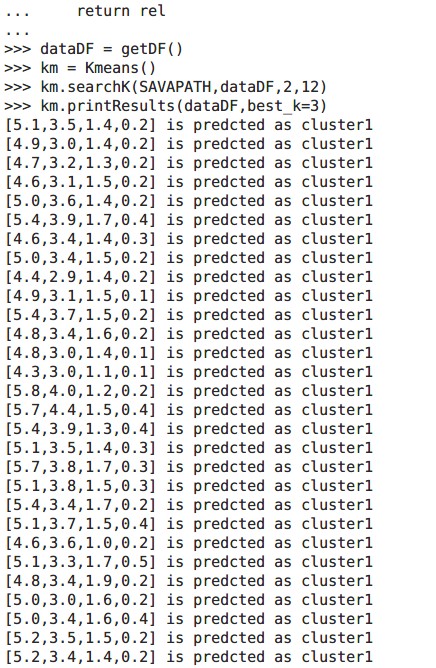 ...     return rel
...
>>> dataDF = getDF()
>>> km = Kmeans()
>>> km.searchK(SAVAPATH,dataDF,2,12)
>>> km.printResults(dataDF,best_k=3)
[5.1,3.5,1.4,0.2] is predcted as cluster1
[4.9,3.0,1.4,0.2] is predcted as cluster1
[4.7,3.2,1.3,0.2] is predcted as cluster1
[4.6,3.1,1.5,0.2] is predcted as cluster1
[5.0,3.6,1.4,0.2] is predcted as cluster1
[5.4,3.9,1.7,0.4] is predcted as cluster1
[4.6,3.4,1.4,0.3] is predcted as cluster1
[5.0,3.4,1.5,0.2] is predcted as cluster1
[4.4,2.9,1.4,0.2] is predcted as cluster1
[4.9,3.1,1.5,0.1] is predcted as cluster1
[5.4,3.7,1.5,0.2] is predcted as cluster1
[4.8,3.4,1.6,0.2] is predcted as cluster1
[4.8,3.0,1.4,0.1] is predcted as cluster1
[4.3,3.0,1.1,0.1] is predcted as cluster1
[5.8,4.0,1.2,0.2] is predcted as cluster1
[5.7,4.4,1.5,0.4] is predcted as cluster1
[5.4,3.9,1.3,0.4] is predcted as cluster1
[5.1,3.5,1.4,0.3] is predcted as cluster1
[5.7,3.8,1.7,0.3] is predcted as cluster1
[5.1,3.8,1.5,0.3] is predcted as cluster1
[5.4,3.4,1.7,0.2] is predcted as cluster1
[5.1,3.7,1.5,0.4] is predcted as cluster1
[4.6,3.6,1.0,0.2] is predcted as cluster1
[5.1,3.3,1.7,0.5] is predcted as cluster1
[4.8,3.4,1.9,0.2] is predcted as cluster1
[5.0,3.0,1.6,0.2] is predcted as cluster1
[5.0,3.4,1.6,0.4] is predcted as cluster1
[5.2,3.5,1.5,0.2] is predcted as cluster1
[5.2,3.4,1.4,0.2] is predcted as cluster1